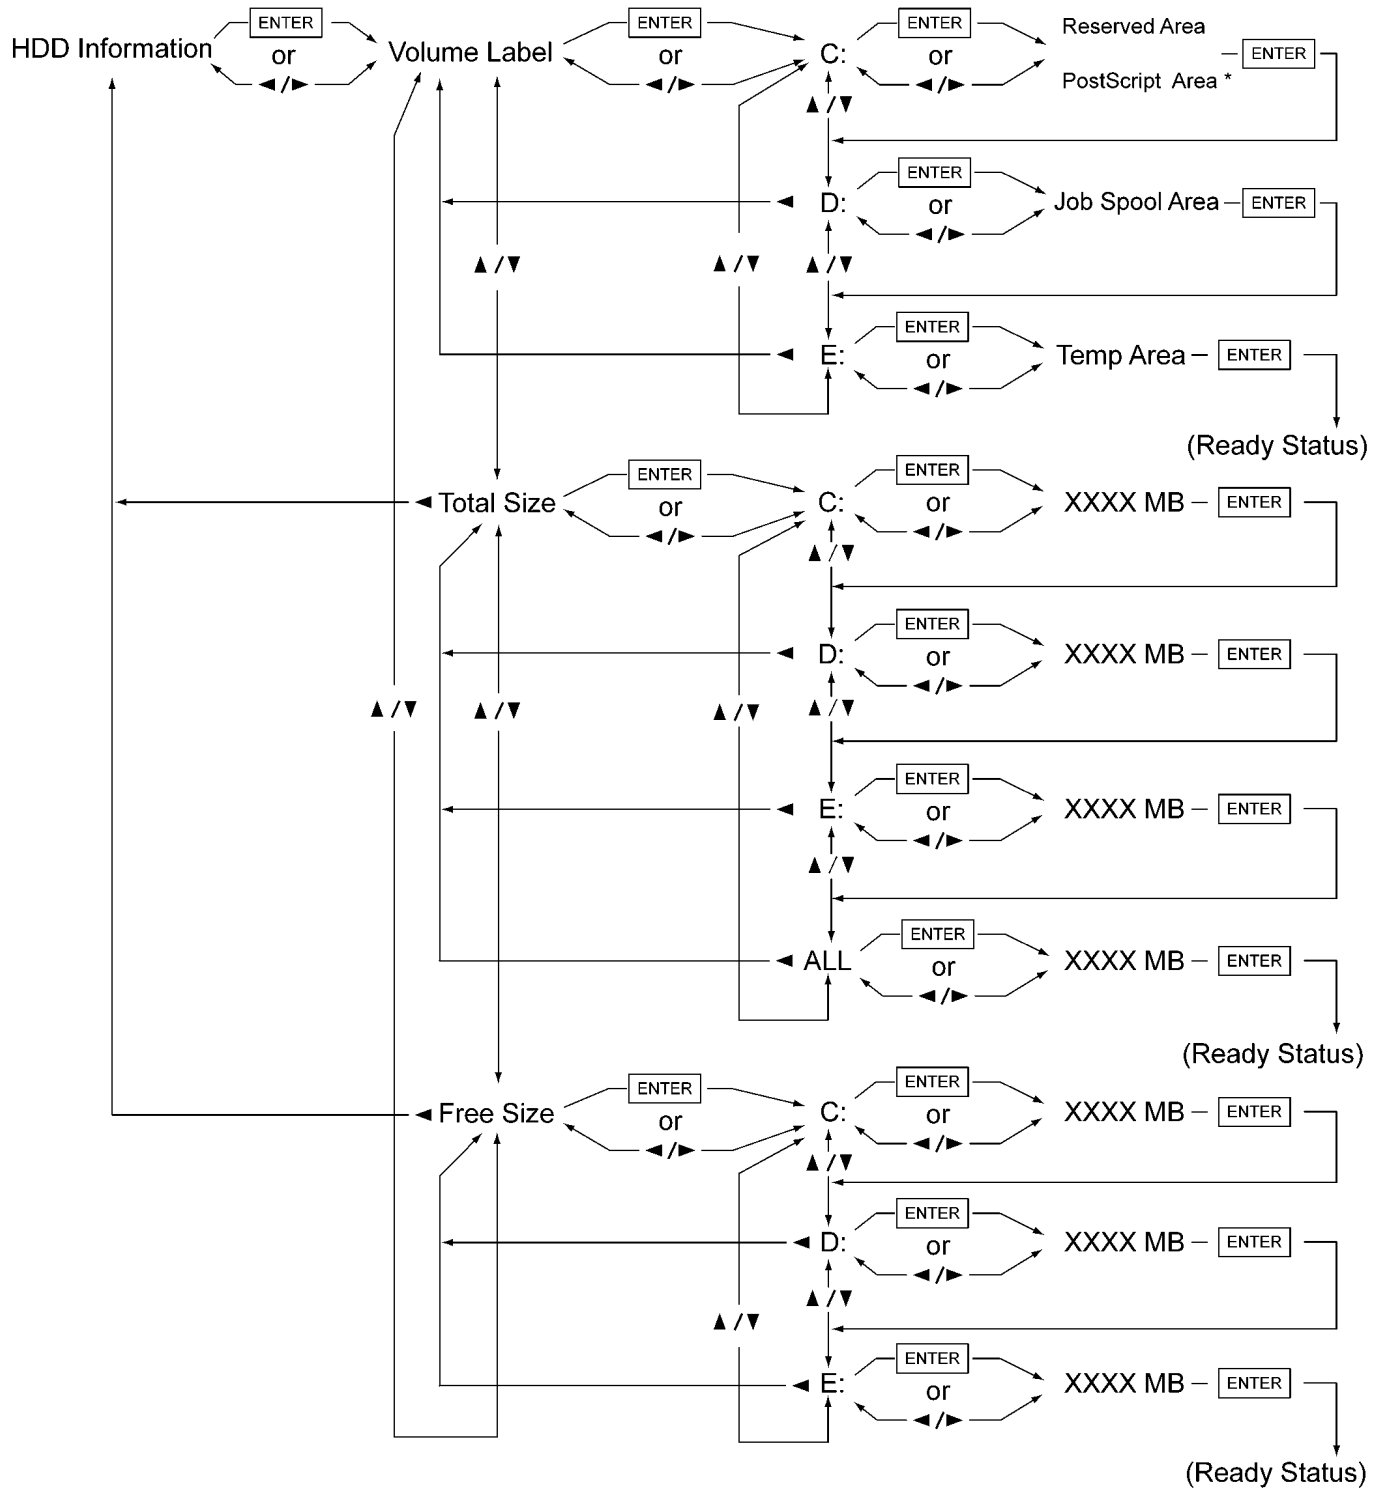 HDD Information
ENTER
or
◄/►
Volume Label
ENTER
or
◄/►
C:
ENTER
or
◄/►
Reserved Area
PostScript Area *
ENTER
▲/▼
D:
ENTER
or
◄/►
Job Spool Area
ENTER
▲/▼
▲/▼
▲/▼
E:
ENTER
or
◄/►
Temp Area
ENTER
(Ready Status)
Total Size
ENTER
or
◄/►
C:
ENTER
or
◄/►
XXXX MB
ENTER
▲/▼
D:
ENTER
or
◄/►
XXXX MB
ENTER
▲/▼
▲/▼
▲/▼
▲/▼
E:
ENTER
or
◄/►
XXXX MB
ENTER
▲/▼
ALL
ENTER
or
◄/►
XXXX MB
ENTER
(Ready Status)
Free Size
ENTER
or
◄/►
C:
ENTER
or
◄/►
XXXX MB
ENTER
▲/▼
D:
ENTER
or
◄/►
XXXX MB
ENTER
▲/▼
▲/▼
E:
ENTER
or
◄/►
XXXX MB
ENTER
(Ready Status)